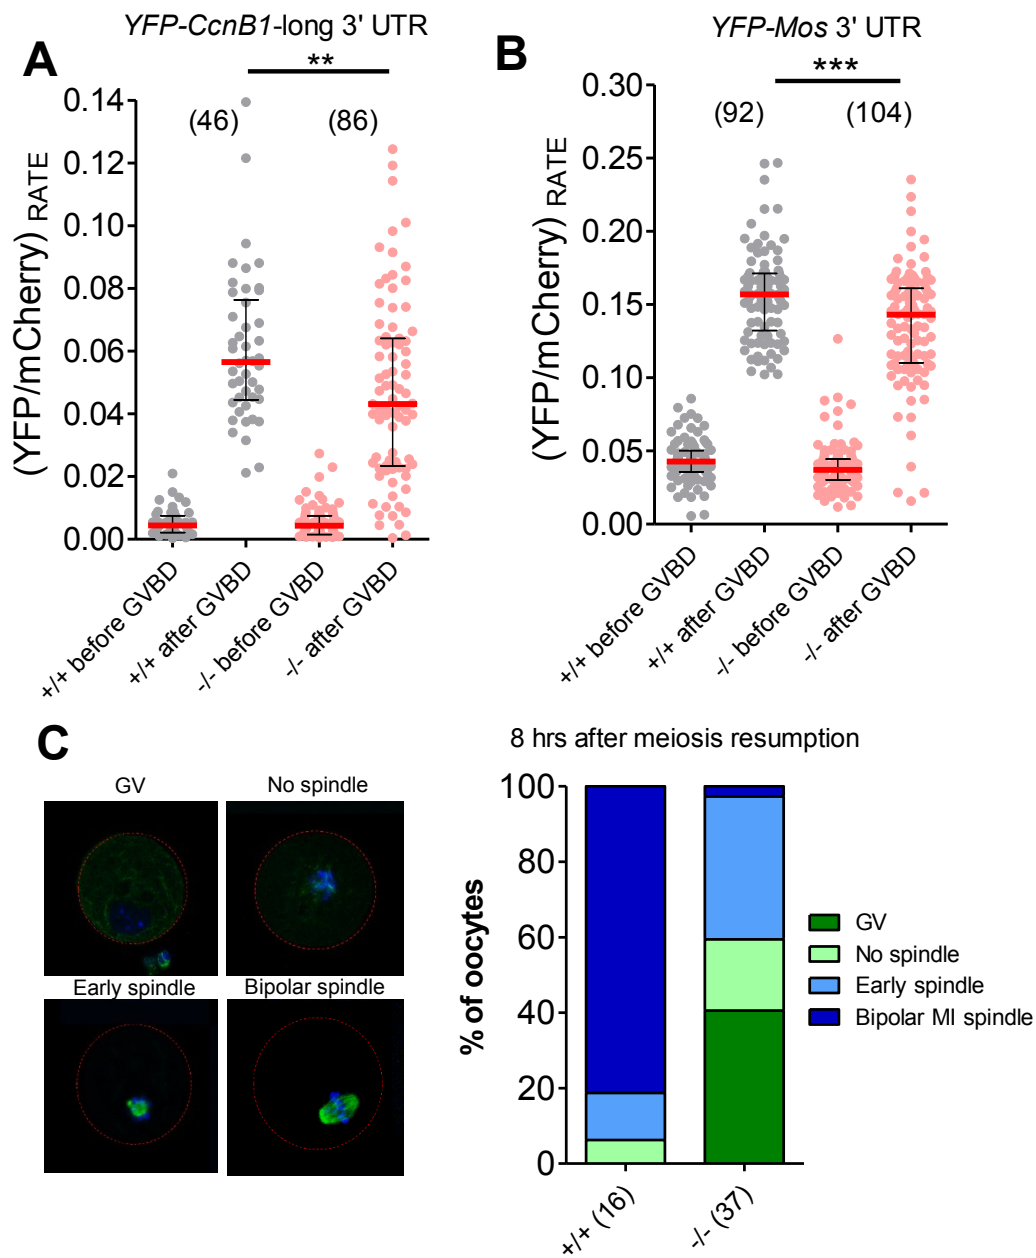 YFP-CcnB1-long 3' UTR
A
**
(46)
(86)
(YFP/mCherry) RATE
0.14
0.12
0.10
0.08
0.06
0.04
0.02
0.00
+/+ before GVBD
+/+ after GVBD
-/- before GVBD
-/- after GVBD
YFP-Mos 3' UTR
B
***
(92)
(104)
(YFP/mCherry) RATE
0.30
0.25
0.20
0.15
0.10
0.05
0.00
+/+ before GVBD
+/+ after GVBD
-/- before GVBD
-/- after GVBD
C
GV
No spindle
Early spindle
Bipolar spindle
8 hrs after meiosis resumption
% of oocytes
100
80
60
40
20
0
+/+ (16)
-/- (37)
GV
No spindle
Early spindle
Bipolar MI spindle